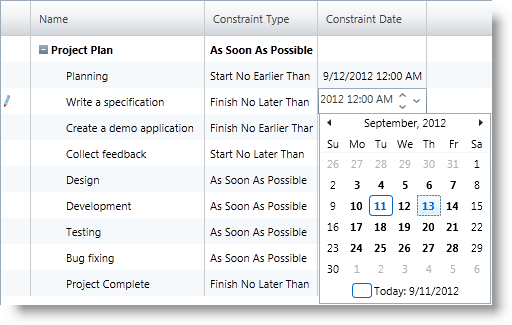 Name Constraint Type Constraint Date
Project Plan As Soon As Possible
Planning Start No Earlier Than 9/12/2012 12:00 AM
Write a specification Finish No Later Than 2012 12:00 AM
Create a demo application Finish No Earlier Thar
September, 2012
Collect feedback Start No Later Than
Su Mo Tu We Th Fr Sa
26 27 28 29 30 31 1
Design As Soon As Possible
2 3 4 5 6 7 8
Development As Soon As Possible
9 10 11 12 13 14 15
Testing As Soon As Possible
16 17 18 19 20 21 22
Bug fixing As Soon As Possible
23 24 25 26 27 28 29
30 1 2 3 4 5 6
Project Complete Finish No Later Than
Today: 9/11/2012